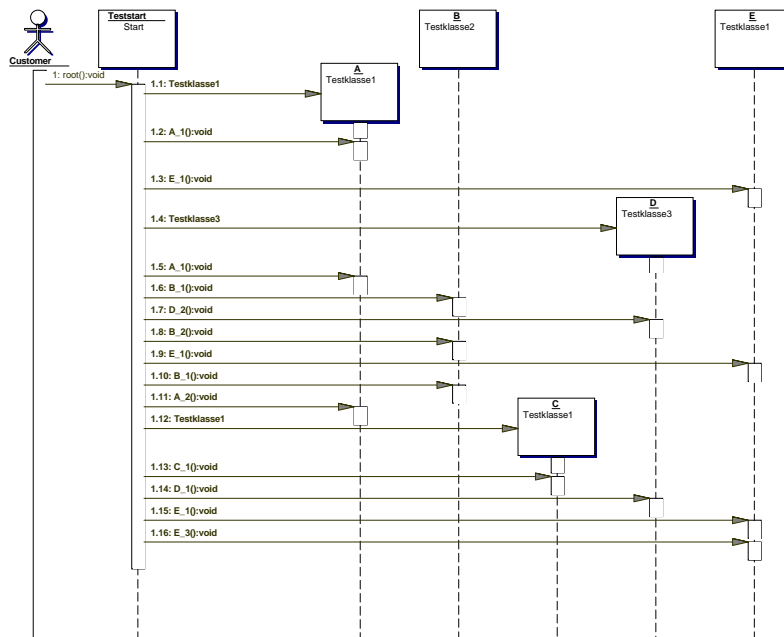 Teststart
Start
B
Testklasse2
E
Testklasse1
Customer
1: root():void
A
Testklasse1
1.1: Testklasse1
1.2: A_1():void
1.3: E_1():void
D
Testklasse3
1.4: Testklasse3
1.5: A_1():void
1.6: B_1():void
1.7: D_2():void
1.8: B_2():void
1.9: E_1():void
1.10: B_1():void
1.11: A_2():void
C
Testklasse1
1.12: Testklasse1
1.13: C_1():void
1.14: D_1():void
1.15: E_1():void
1.16: E_3():void